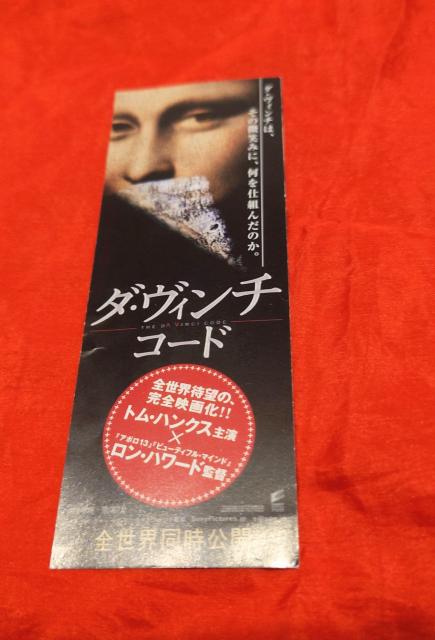 ダ・ヴィンチは、
その微笑みに、何を仕組んだのか。
ダ・ヴィンチ
THE DA VINCI CODE
コード
全世界待望の、
完全映画化!!
トム・ハンクス主演
×
「アポロ13」「ビューティフル・マインド」
ロン・ハワード監督
SonyPictures.jp
全世界同時公開